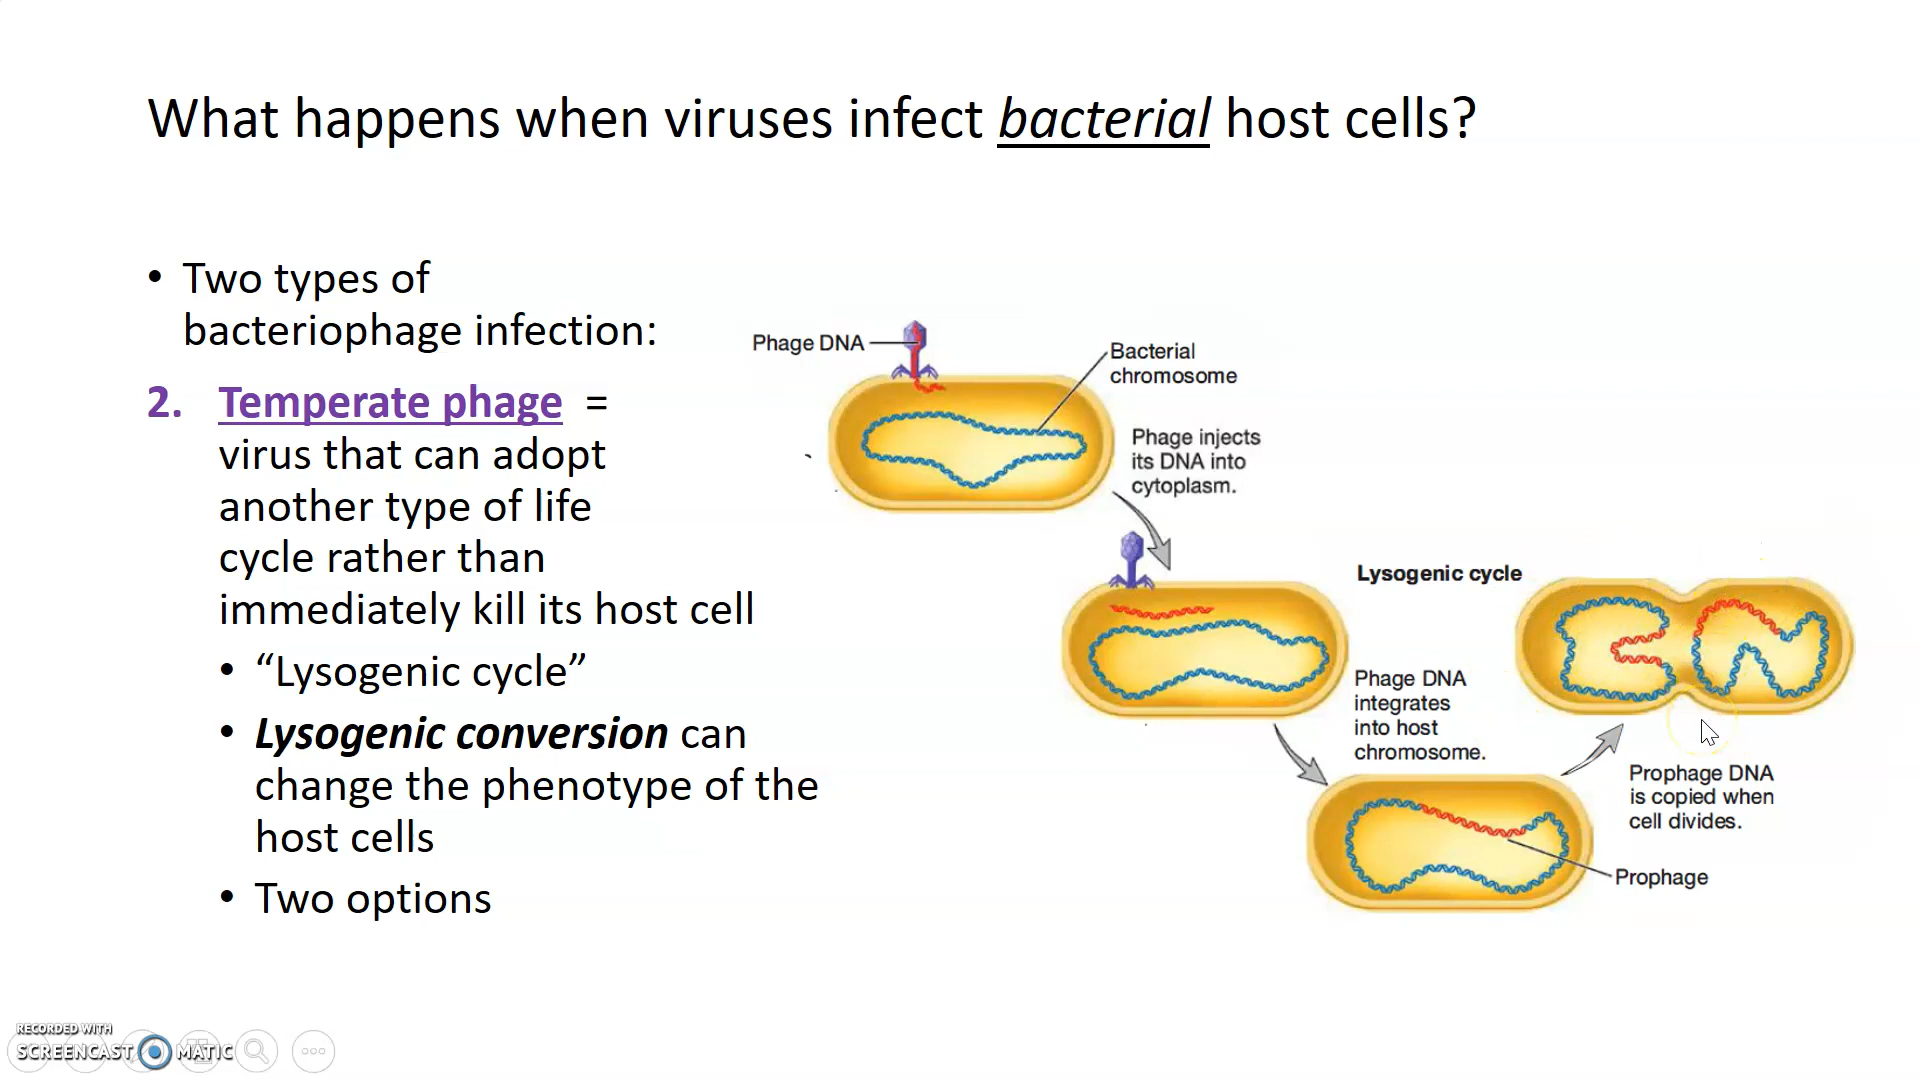 What happens when viruses infect bacterial host cells?
• Two types of
bacteriophage infection:
2. Temperate phage =
virus that can adopt
another type of life
cycle rather than
immediately kill its host cell
• “Lysogenic cycle”
• Lysogenic conversion can
change the phenotype of the
host cells
• Two options
Phage DNA
Bacterial
chromosome
Phage injects
its DNA into
cytoplasm.
Lysogenic cycle
Phage DNA
integrates
into host
chromosome.
Prophage DNA
is copied when
cell divides.
Prophage
RECORDED WITH
SCREENCAST MATIC